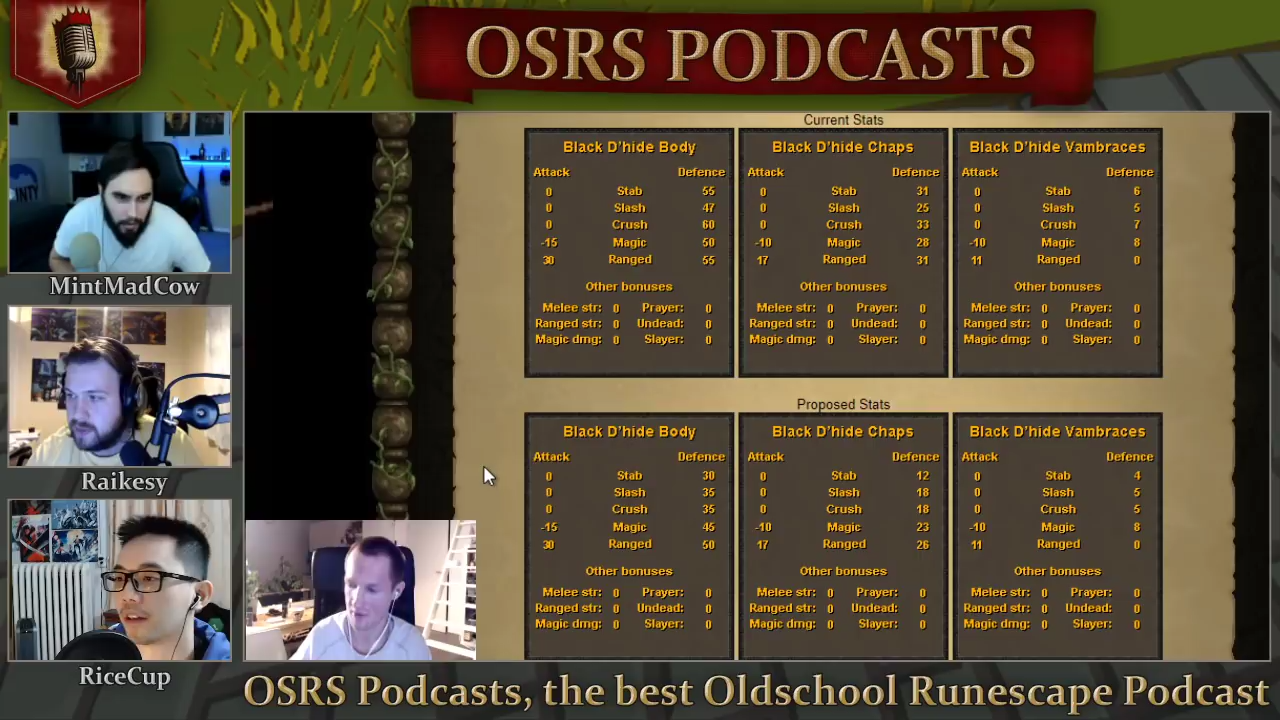 OSRS PODCASTS
Current Stats
Black D'hide Body
Attack Defence
0 Stab 55
0 Slash 47
0 Crush 60
-15 Magic 50
30 Ranged 55
Other bonuses
Melee str: 0 Prayer: 0
Ranged str: 0 Undead: 0
Magic dmg: 0 Slayer: 0
Black D'hide Chaps
Attack Defence
0 Stab 31
0 Slash 25
0 Crush 33
-10 Magic 28
17 Ranged 31
Other bonuses
Melee str: 0 Prayer: 0
Ranged str: 0 Undead: 0
Magic dmg: 0 Slayer: 0
Black D'hide Vambraces
Attack Defence
0 Stab 6
0 Slash 5
0 Crush 7
-10 Magic 8
11 Ranged 0
Other bonuses
Melee str: 0 Prayer: 0
Ranged str: 0 Undead: 0
Magic dmg: 0 Slayer: 0
Proposed Stats
Black D'hide Body
Attack Defence
0 Stab 30
0 Slash 35
0 Crush 35
-15 Magic 45
30 Ranged 50
Other bonuses
Melee str: 0 Prayer: 0
Ranged str: 0 Undead: 0
Magic dmg: 0 Slayer: 0
Black D'hide Chaps
Attack Defence
0 Stab 12
0 Slash 18
0 Crush 18
-10 Magic 23
17 Ranged 26
Other bonuses
Melee str: 0 Prayer: 0
Ranged str: 0 Undead: 0
Magic dmg: 0 Slayer: 0
Black D'hide Vambraces
Attack Defence
0 Stab 4
0 Slash 5
0 Crush 5
-10 Magic 8
11 Ranged 0
Other bonuses
Melee str: 0 Prayer: 0
Ranged str: 0 Undead: 0
Magic dmg: 0 Slayer: 0
MintMadCow
Raikesy
RiceCup
OSRS Podcasts, the best Oldschool Runescape Podcast